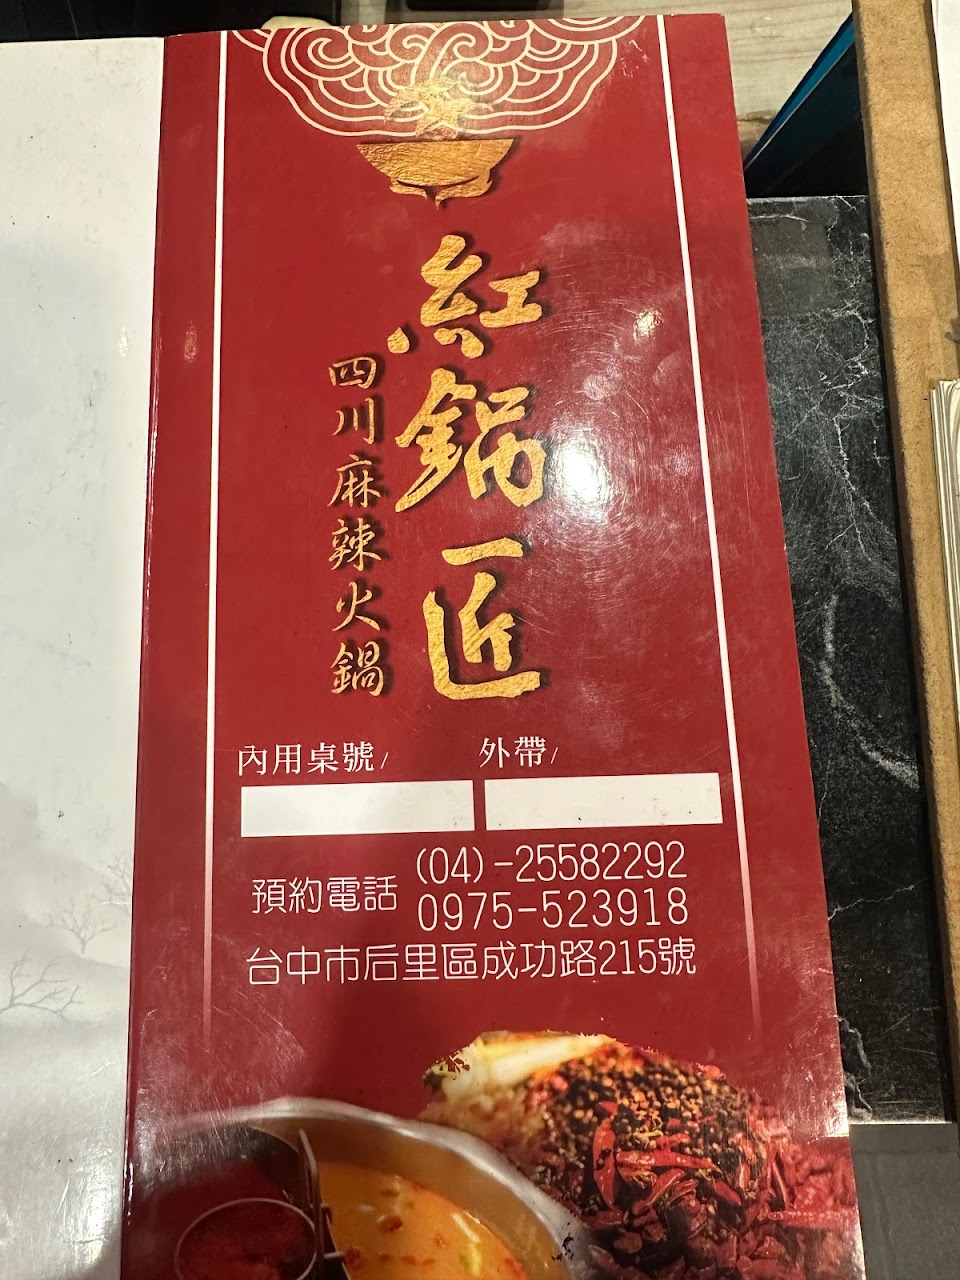 紅鍋匠
四川麻辣火鍋
內用桌號/ 外帶/
預約電話 (04)-25582292
0975-523918
台中市后里區成功路215號